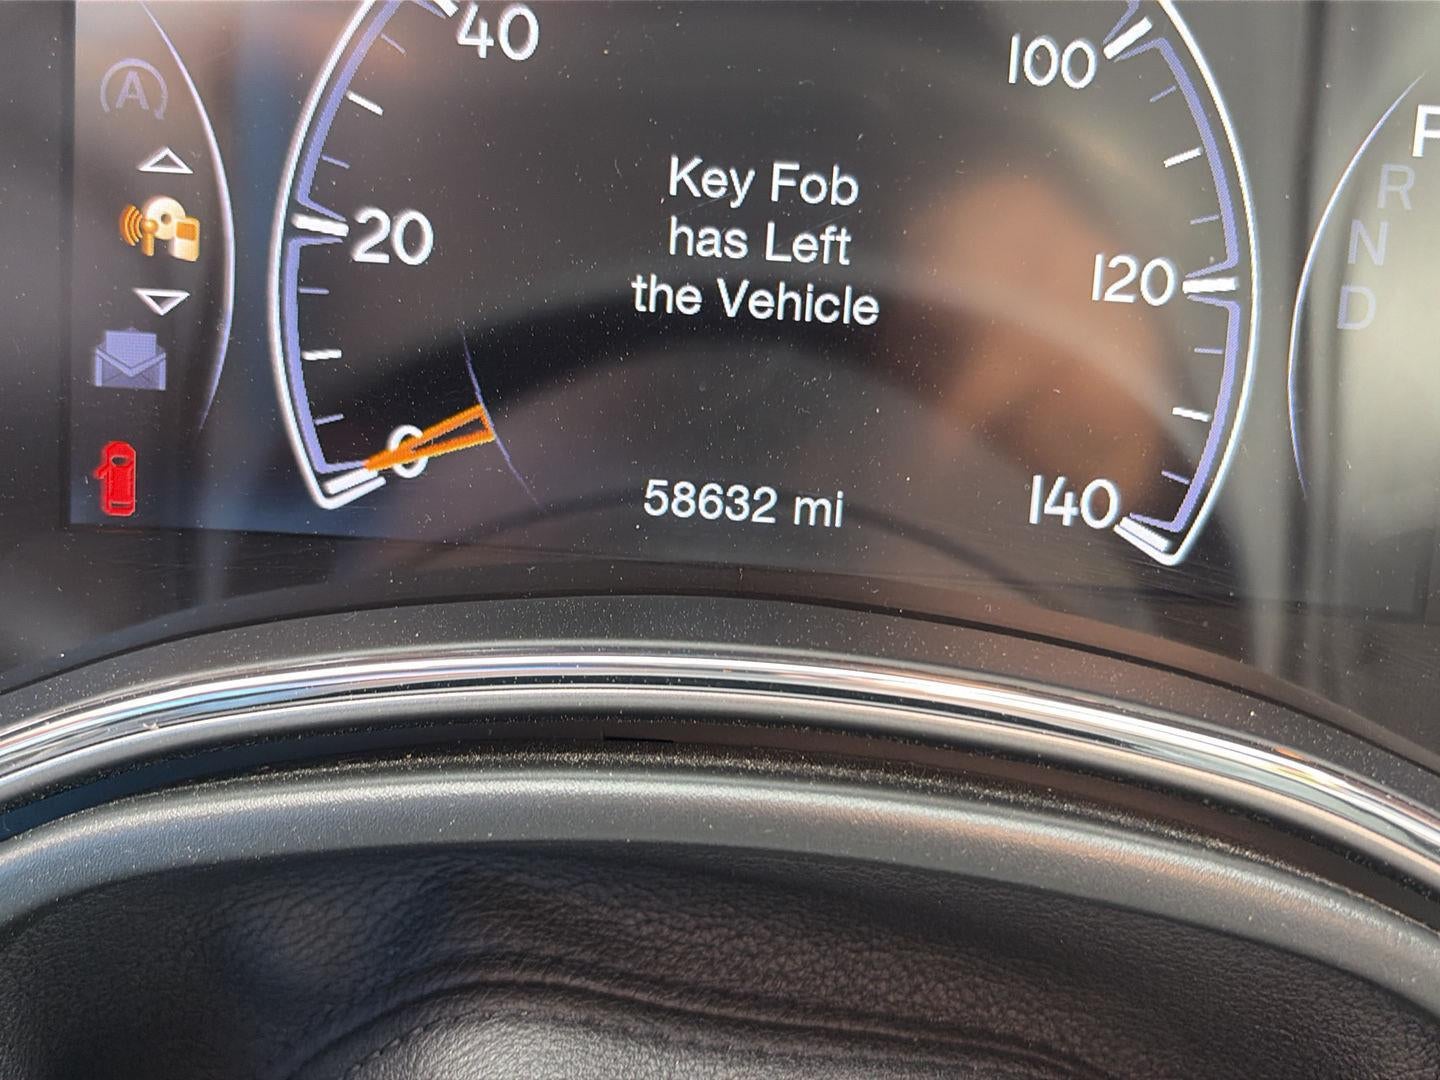 40
100
A
P
R
Key Fob
20
has Left
N
120
the Vehicle
D
0
58632 mi
140